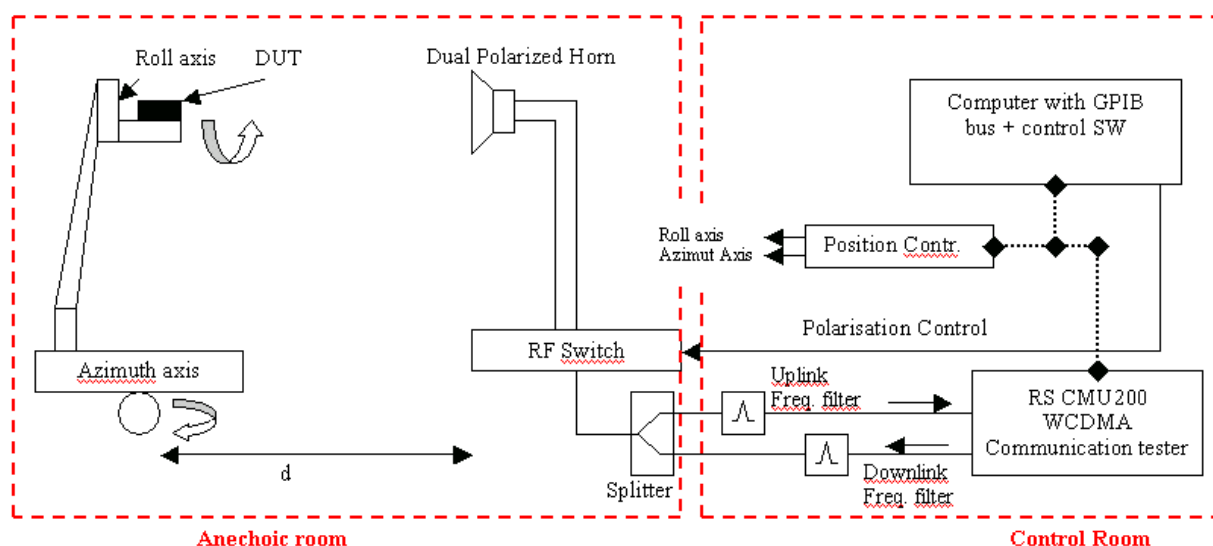 Roll axis
DUT
Dual Polarized Horn
Computer with GPIB
bus + control SW
Roll axis
Azimut Axis
Position Contr.
Polarisation Control
RF Switch
Azimuth axis
Uplink
Freq. filter
RS CMU200
WCDMA
Communication tester
d
Splitter
Downlink
Freq. filter
Anechoic room
Control Room